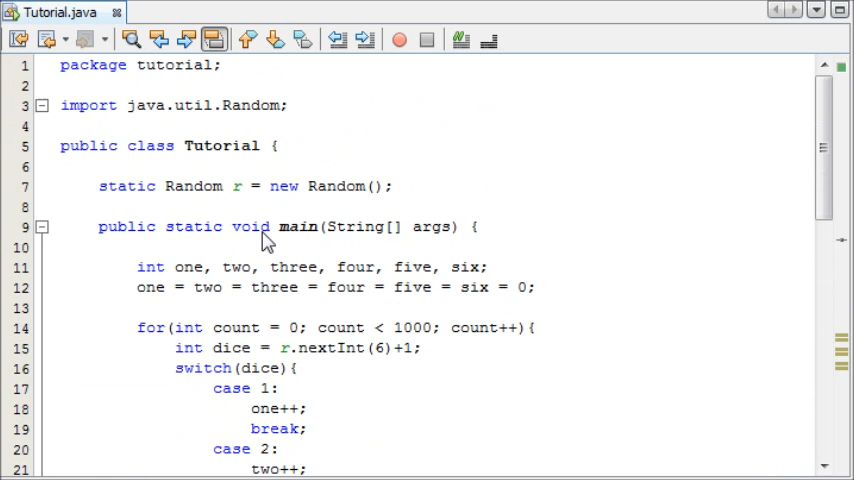 Tutorial.java
1 package tutorial;
2
3 import java.util.Random;
4
5 public class Tutorial {
6
7 static Random r = new Random();
8
9 public static void main(String[] args) {
10
11 int one, two, three, four, five, six;
12 one = two = three = four = five = six = 0;
13
14 for(int count = 0; count < 1000; count++){
15 int dice = r.nextInt(6)+1;
16 switch(dice){
17 case 1:
18 one++;
19 break;
20 case 2:
21 two++;